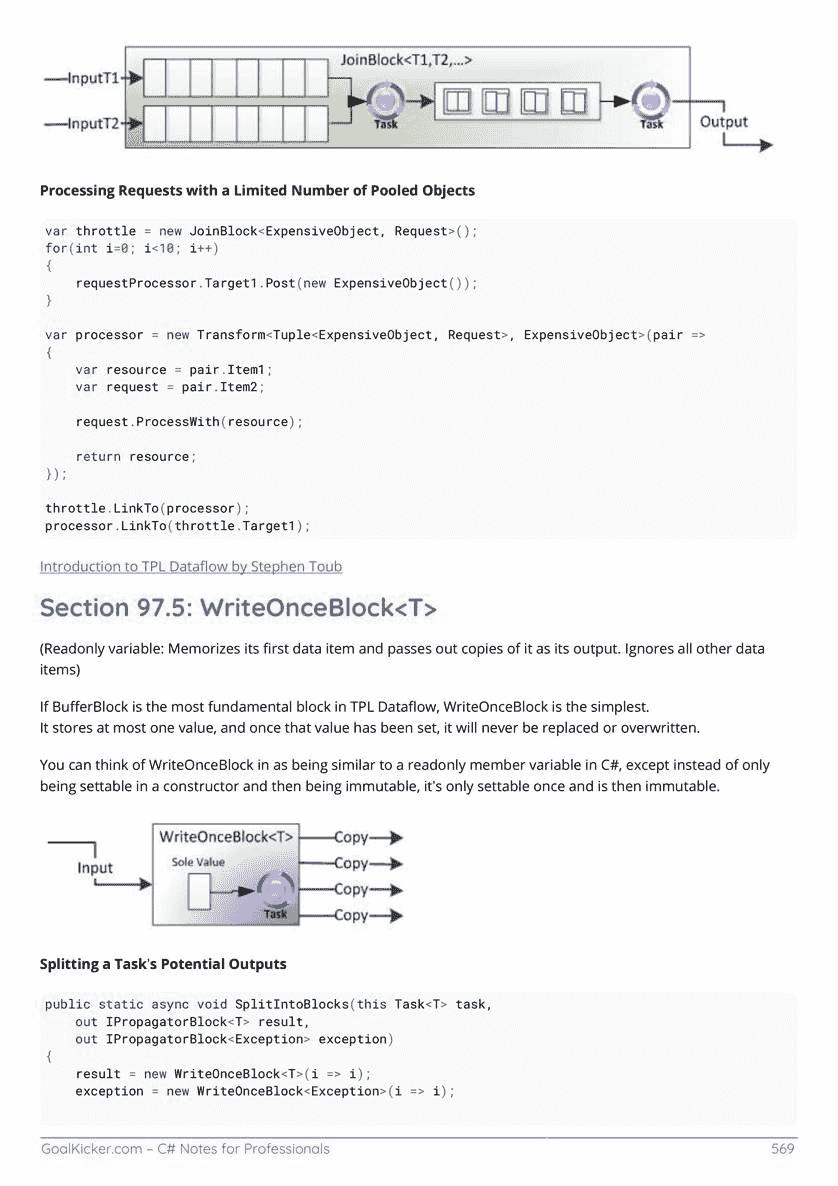 JoinBlock<T1,T2,...>
InputT1
InputT2
Task
Task
Output
Processing Requests with a Limited Number of Pooled Objects
var throttle = new JoinBlock<ExpensiveObject, Request>();
for(int i=0; i<10; i++)
{
    requestProcessor.Target1.Post(new ExpensiveObject());
}
var processor = new Transform<Tuple<ExpensiveObject, Request>, ExpensiveObject>(pair =>
{
    var resource = pair.Item1;
    var request = pair.Item2;
    request.ProcessWith(resource);
    return resource;
});
throttle.LinkTo(processor);
processor.LinkTo(throttle.Target1);
Introduction to TPL Dataflow by Stephen Toub
Section 97.5: WriteOnceBlock<T>
(Readonly variable: Memorizes its first data item and passes out copies of it as its output. Ignores all other data
items)
If BufferBlock is the most fundamental block in TPL Dataflow, WriteOnceBlock is the simplest.
It stores at most one value, and once that value has been set, it will never be replaced or overwritten.
You can think of WriteOnceBlock in as being similar to a readonly member variable in C#, except instead of only
being settable in a constructor and then being immutable, it's only settable once and is then immutable.
WriteOnceBlock<T>
Sole Value
Input
Task
Copy
Copy
Copy
Copy
Splitting a Task's Potential Outputs
public static async void SplitIntoBlocks(this Task<T> task,
    out IPropagatorBlock<T> result,
    out IPropagatorBlock<Exception> exception)
{
    result = new WriteOnceBlock<T>(i => i);
    exception = new WriteOnceBlock<Exception>(i => i);
GoalKicker.com – C# Notes for Professionals
569